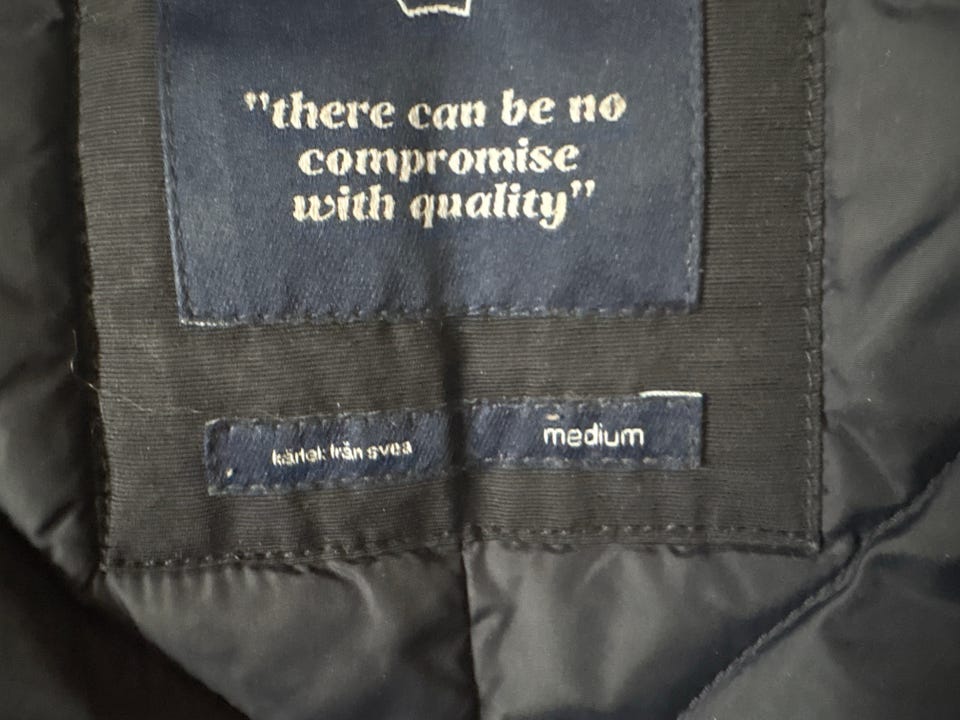 "there can be no
compromise
with quality"
kärlek från svea
medium